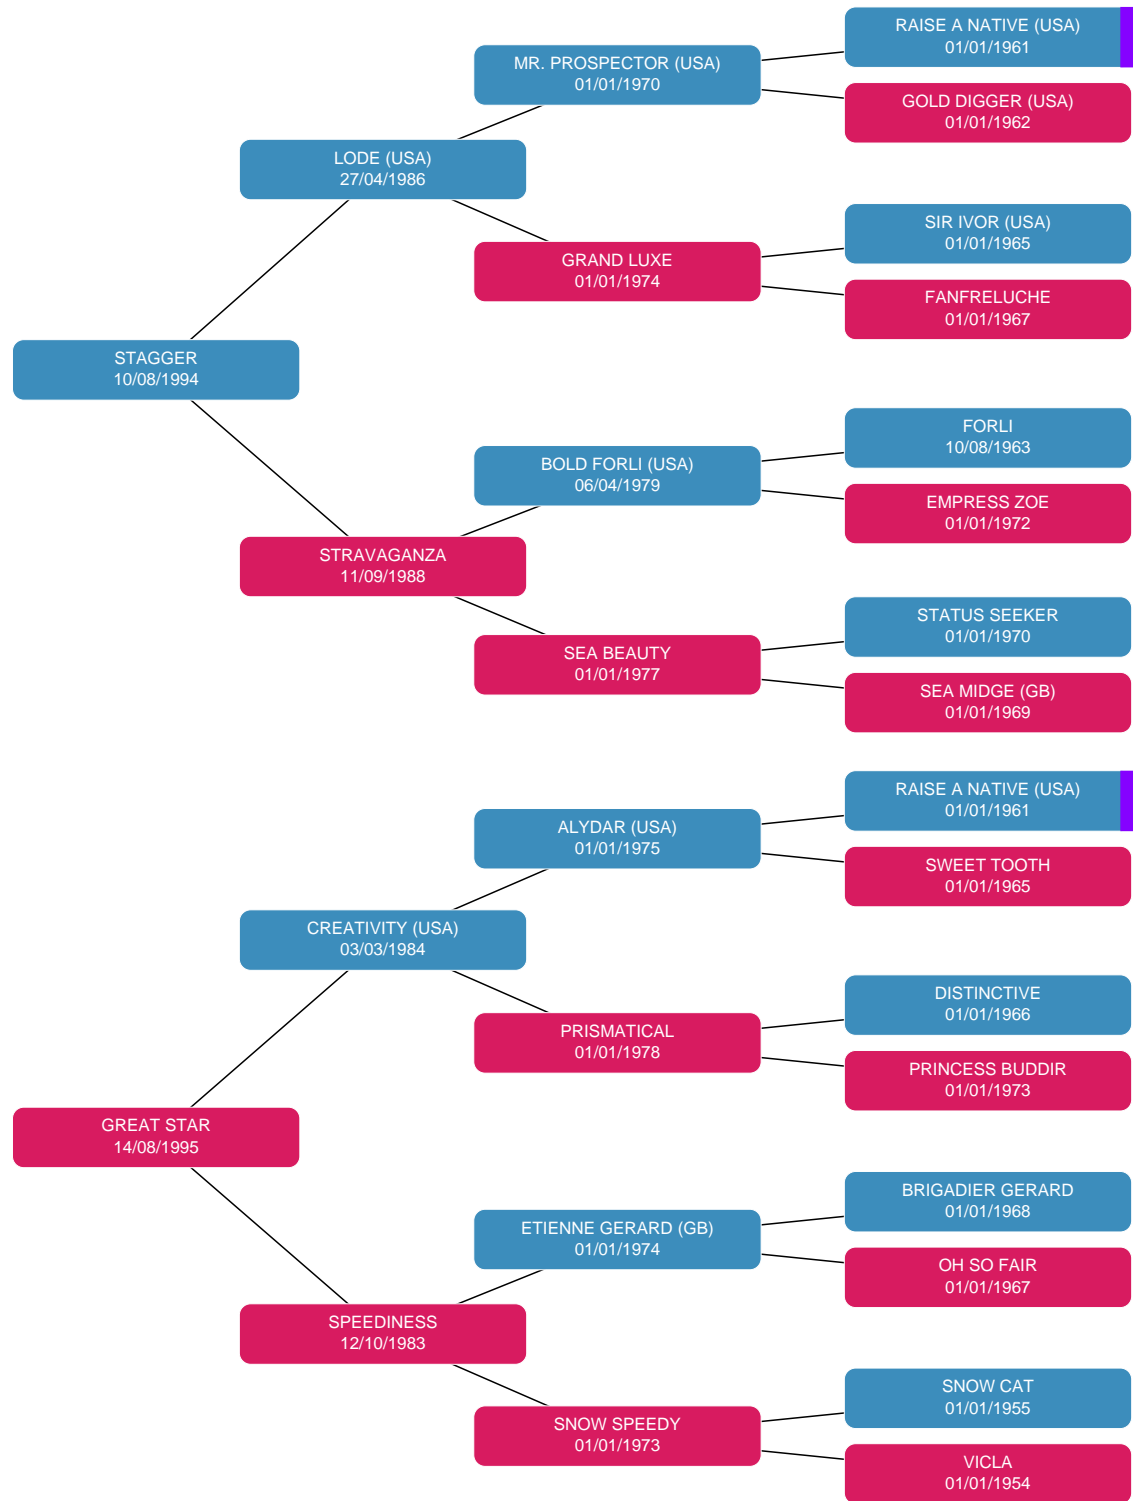 RAISE A NATIVE (USA)
01/01/1961
MR. PROSPECTOR (USA)
01/01/1970
GOLD DIGGER (USA)
01/01/1962
LODE (USA)
27/04/1986
SIR IVOR (USA)
01/01/1965
GRAND LUXE
01/01/1974
FANFRELUCHE
01/01/1967
STAGGER
10/08/1994
FORLI
10/08/1963
BOLD FORLI (USA)
06/04/1979
EMPRESS ZOE
01/01/1972
STRAVAGANZA
11/09/1988
STATUS SEEKER
01/01/1970
SEA BEAUTY
01/01/1977
SEA MIDGE (GB)
01/01/1969
RAISE A NATIVE (USA)
01/01/1961
ALYDAR (USA)
01/01/1975
SWEET TOOTH
01/01/1965
CREATIVITY (USA)
03/03/1984
DISTINCTIVE
01/01/1966
PRISMATICAL
01/01/1978
PRINCESS BUDDIR
01/01/1973
GREAT STAR
14/08/1995
BRIGADIER GERARD
01/01/1968
ETIENNE GERARD (GB)
01/01/1974
OH SO FAIR
01/01/1967
SPEEDINESS
12/10/1983
SNOW CAT
01/01/1955
SNOW SPEEDY
01/01/1973
VICLA
01/01/1954